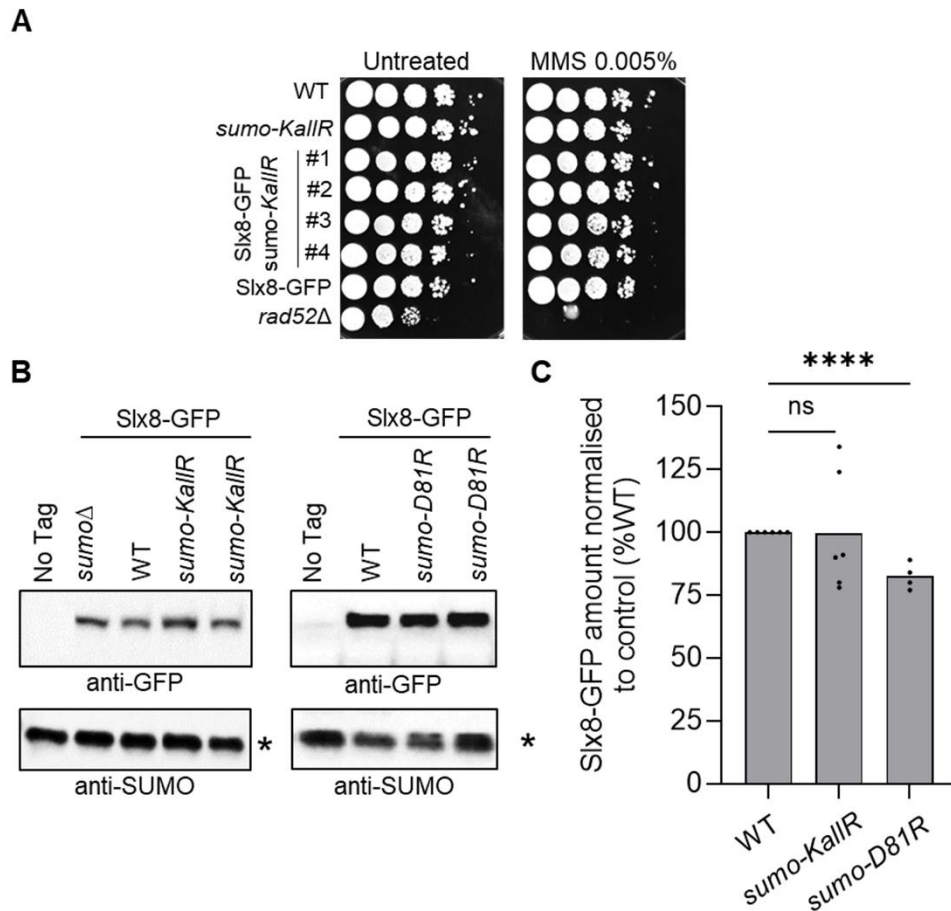 A
Untreated
MMS 0.005%
WT
sumo-KallR
Slx8-GFP
sumo-KallR
#1
#2
#3
#4
Slx8-GFP
rad52Δ
B
Slx8-GFP
No Tag
sumoΔ
WT
sumo-KallR
sumo-KallR
anti-GFP
anti-SUMO
*
Slx8-GFP
No Tag
WT
sumo-D81R
sumo-D81R
anti-GFP
anti-SUMO
*
C
Slx8-GFP amount normalised
to control (%WT)
150
125
100
75
50
25
0
****
ns
WT
sumo-KallR
sumo-D81R